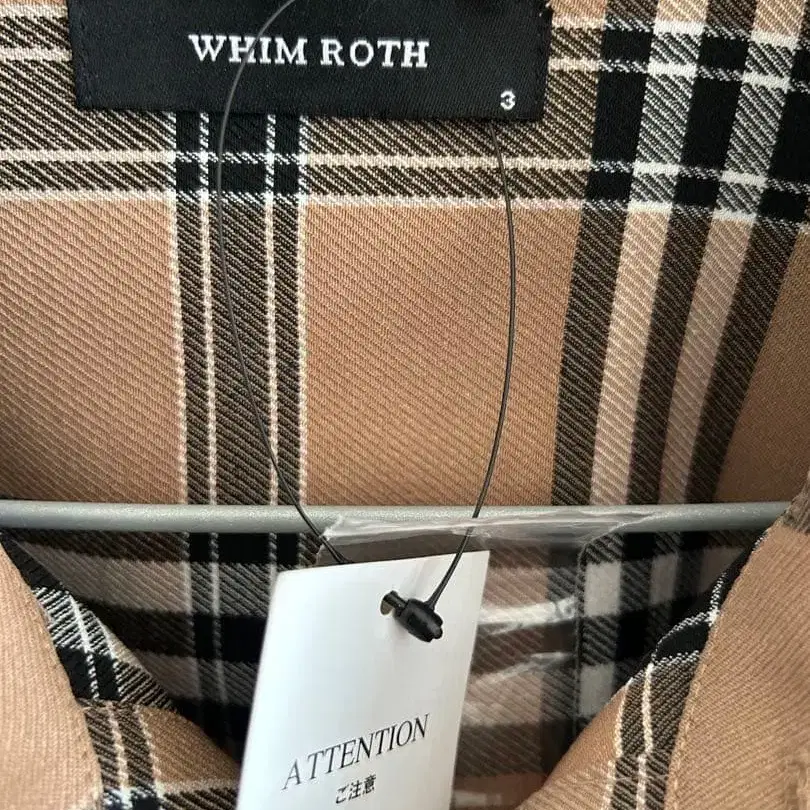 WHIM ROTH
3
ATTENTION
ご注意